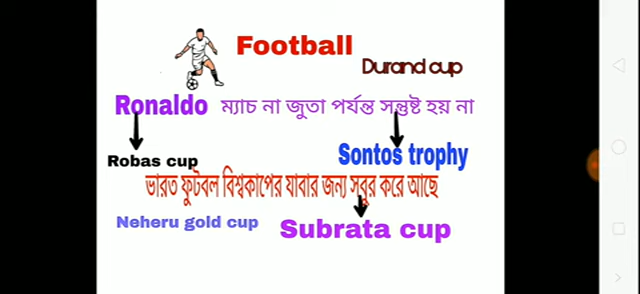 Football
Durand cup
Ronaldo ম্যাচ না জুতা পর্যন্ত সন্তুষ্ট হয় না
Robas cup
Sontos trophy
ভারত ফুটবল বিশ্বকাপের যাবার জন্য সবুর করে আছে
Neheru gold cup
Subrata cup